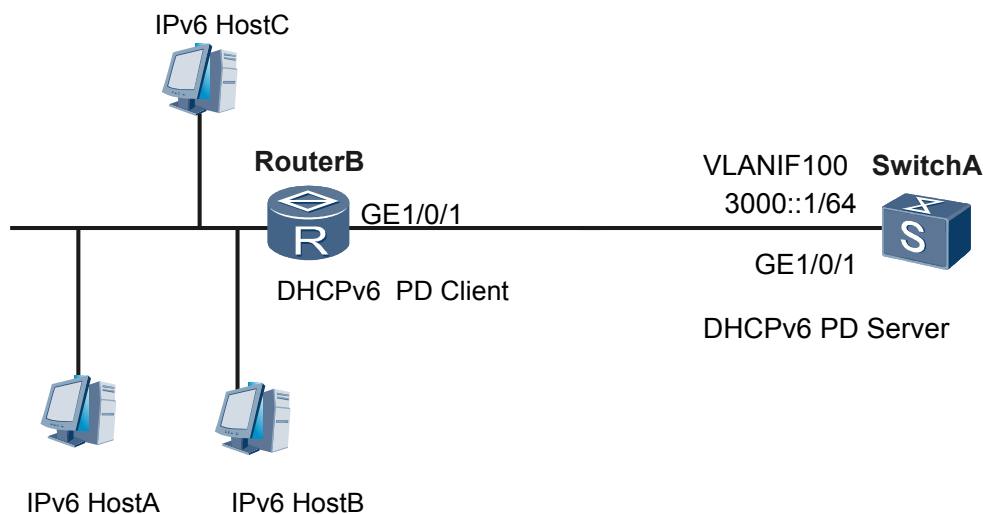 IPv6 HostC
RouterB
VLANIF100 SwitchA
3000::1/64
GE1/0/1
R
S
GE1/0/1
DHCPv6 PD Client
DHCPv6 PD Server
IPv6 HostA IPv6 HostB